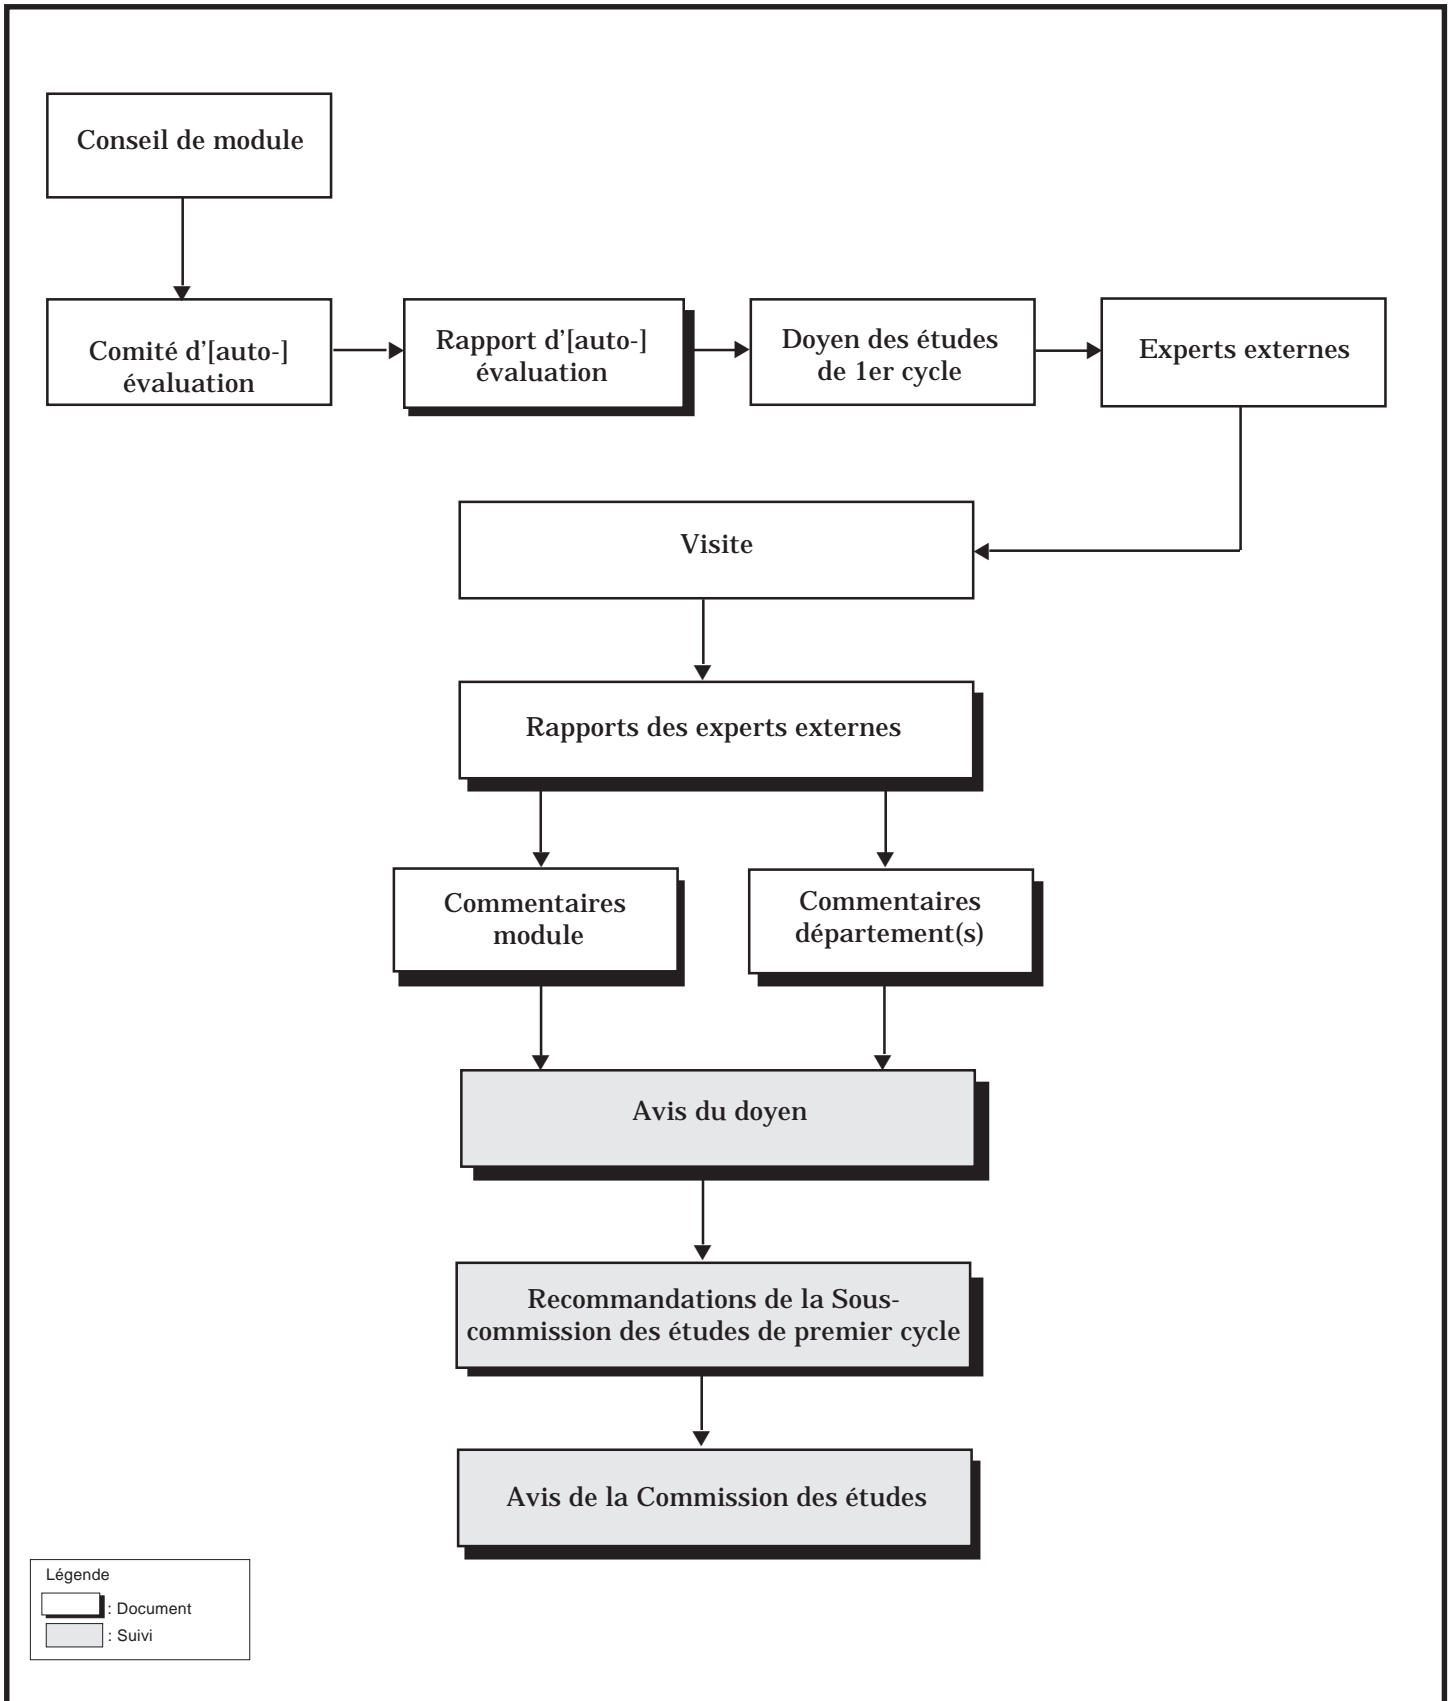 Conseil de module
Comité d'[auto-]
évaluation
Rapport d'[auto-]
évaluation
Doyen des études
de 1er cycle
Experts externes
Visite
Rapports des experts externes
Commentaires
module
Commentaires
département(s)
Avis du doyen
Recommandations de la Sous-
commission des études de premier cycle
Avis de la Commission des études
Légende
: Document
: Suivi